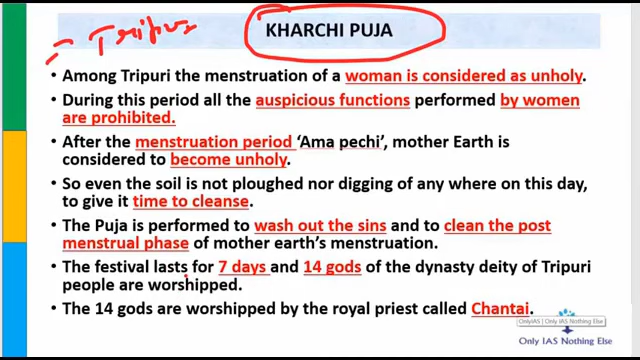 - Tripura
KHARCHI PUJA
• Among Tripuri the menstruation of a woman is considered as unholy.
• During this period all the auspicious functions performed by women
are prohibited.
• After the menstruation period 'Ama pechi', mother Earth is
considered to become unholy.
• So even the soil is not ploughed nor digging of any where on this day,
to give it time to cleanse.
• The Puja is performed to wash out the sins and to clean the post
menstrual phase of mother earth's menstruation.
• The festival lasts for 7 days and 14 gods of the dynasty deity of Tripuri
people are worshipped.
• The 14 gods are worshipped by the royal priest called Chantai.
OnlyIAS | Only IAS Nothing Else
Only IAS Nothing Else